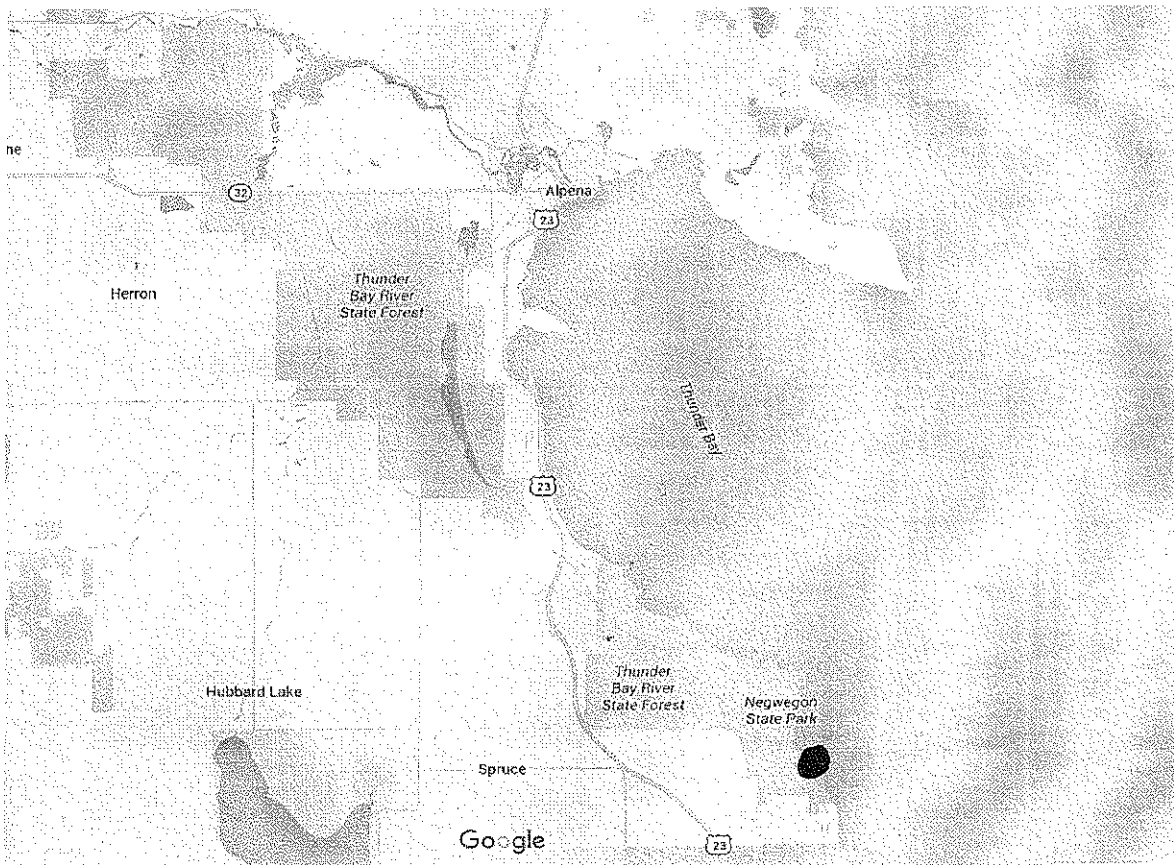 ne
32
Alpena
23
Herron
Thunder
Bay River
State Forest
Thunder Bay
23
Thunder
Bay River
State Forest
Hubbard Lake
Negwegon
State Park
Spruce
Google
23